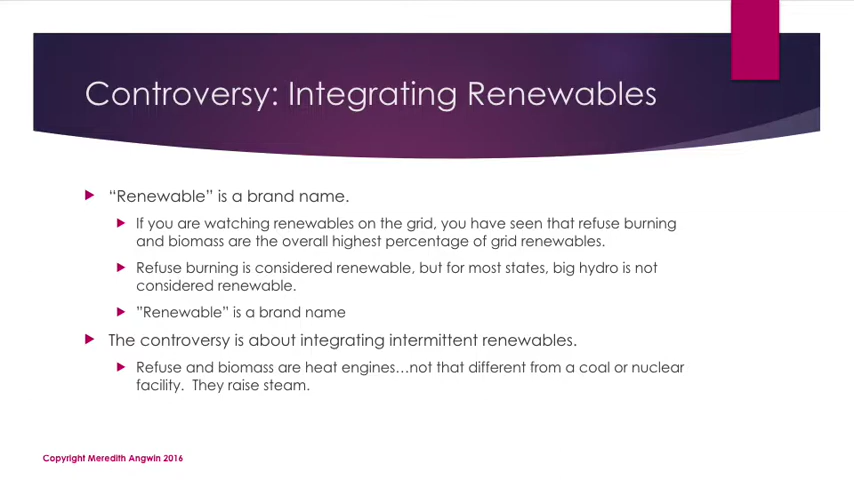 Controversy: Integrating Renewables
“Renewable” is a brand name.
If you are watching renewables on the grid, you have seen that refuse burning
and biomass are the overall highest percentage of grid renewables.
Refuse burning is considered renewable, but for most states, big hydro is not
considered renewable.
”Renewable” is a brand name
The controversy is about integrating intermittent renewables.
Refuse and biomass are heat engines…not that different from a coal or nuclear
facility.  They raise steam.
Copyright Meredith Angwin 2016